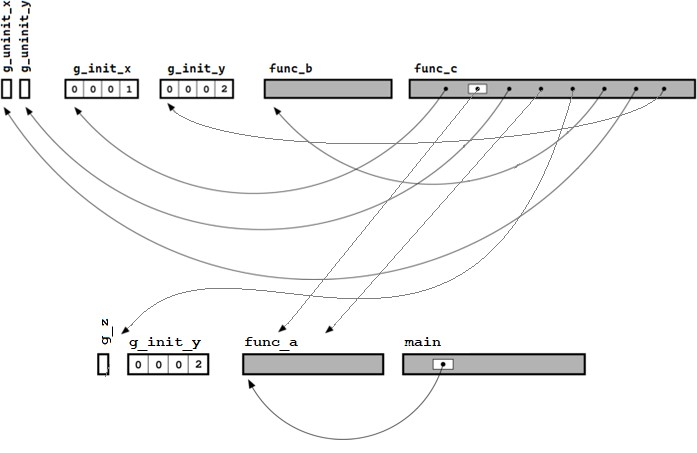 g_uninit_x
g_uninit_y
g_init_x
g_init_y
func_b
func_c
0 0 0 1
0 0 0 2
g_z
g_init_y
func_a
main
0 0 0 2